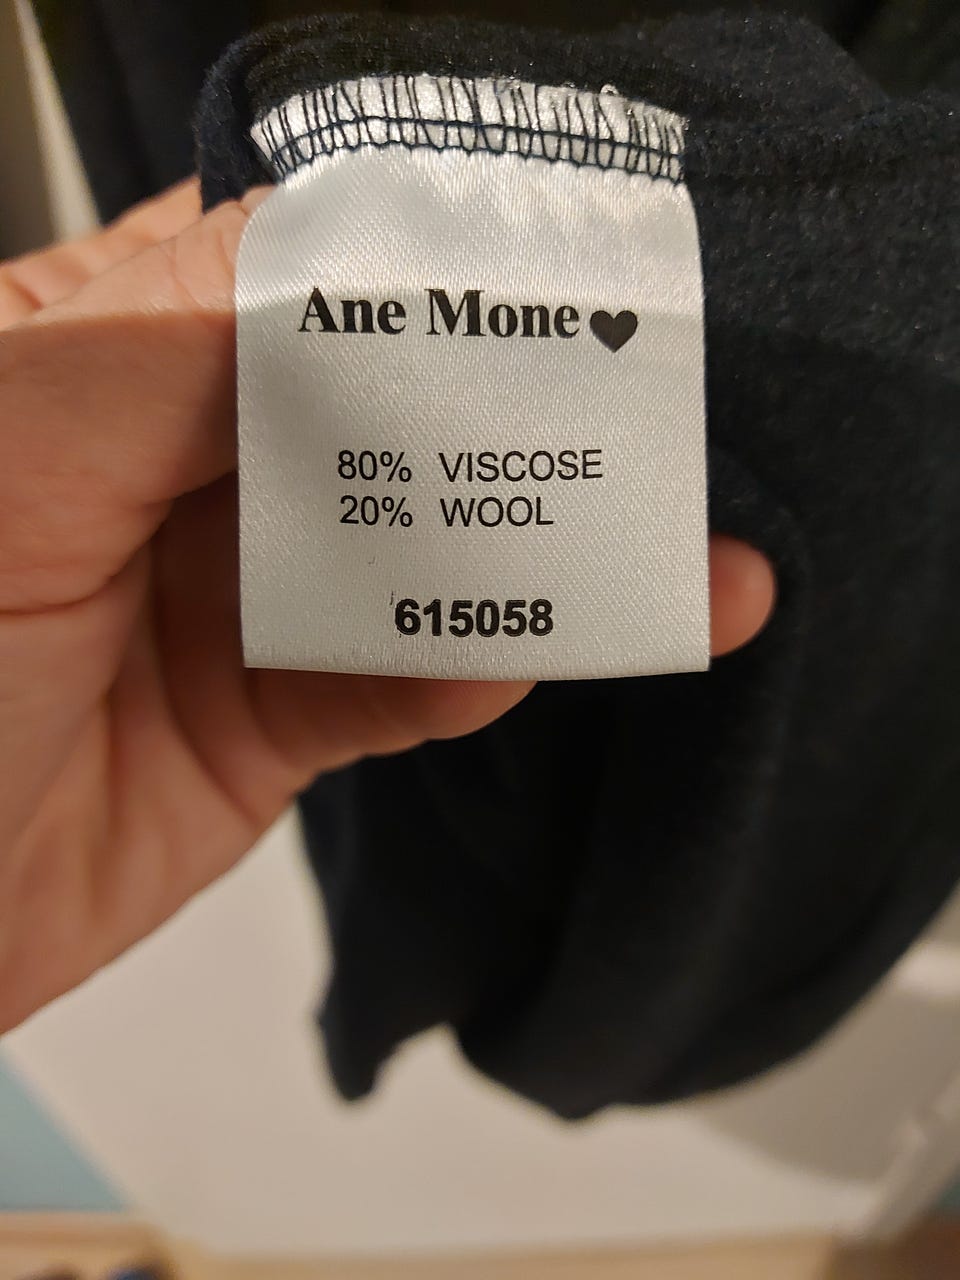 Ane Mone♥
80% VISCOSE
20% WOOL
615058